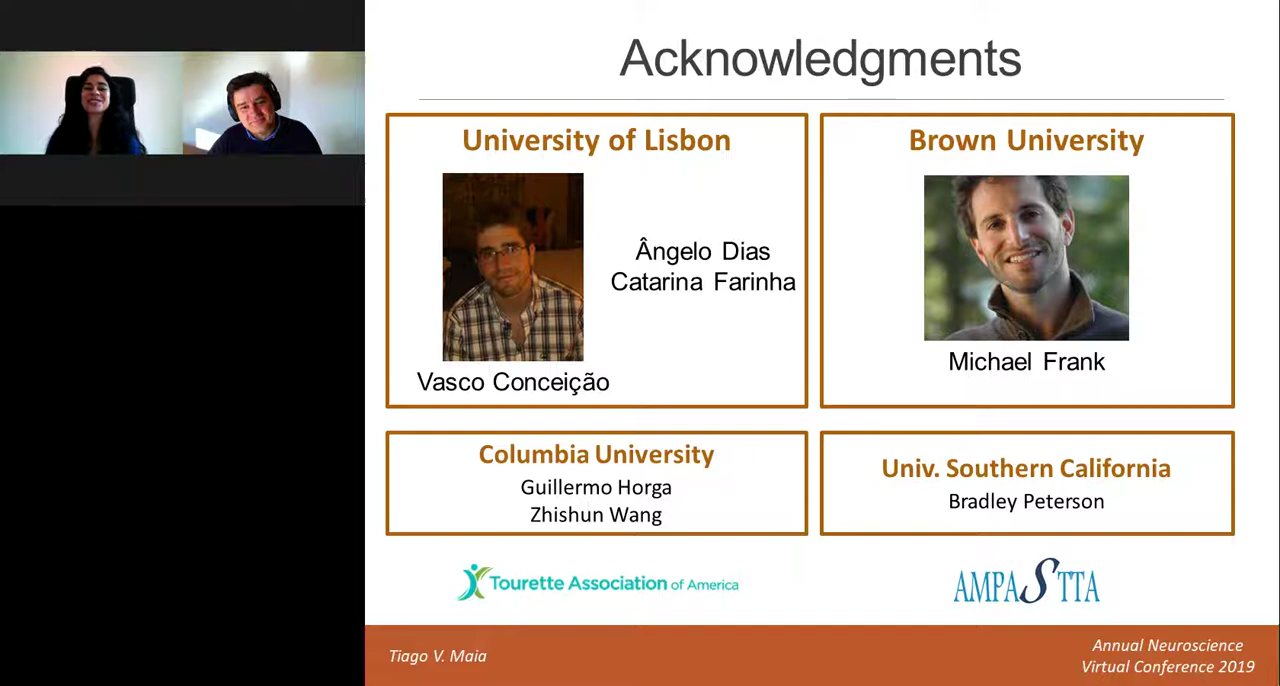 Acknowledgments
University of Lisbon
Ângelo Dias
Catarina Farinha
Vasco Conceição
Brown University
Michael Frank
Columbia University
Guillermo Horga
Zhishun Wang
Univ. Southern California
Bradley Peterson
Tourette Association of America
AMPASTTA
Tiago V. Maia
Annual Neuroscience
Virtual Conference 2019